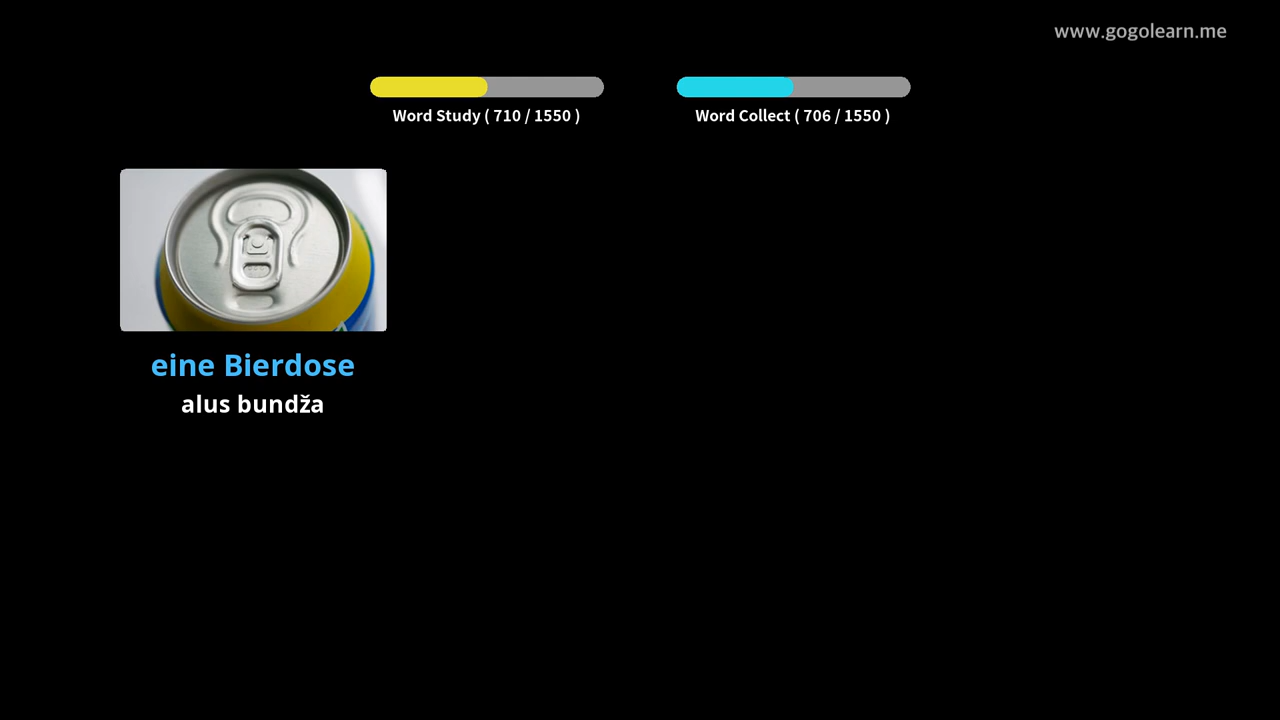 www.gogolearn.me
Word Study ( 710 / 1550 )
Word Collect ( 706 / 1550 )
eine Bierdose
alus bundža